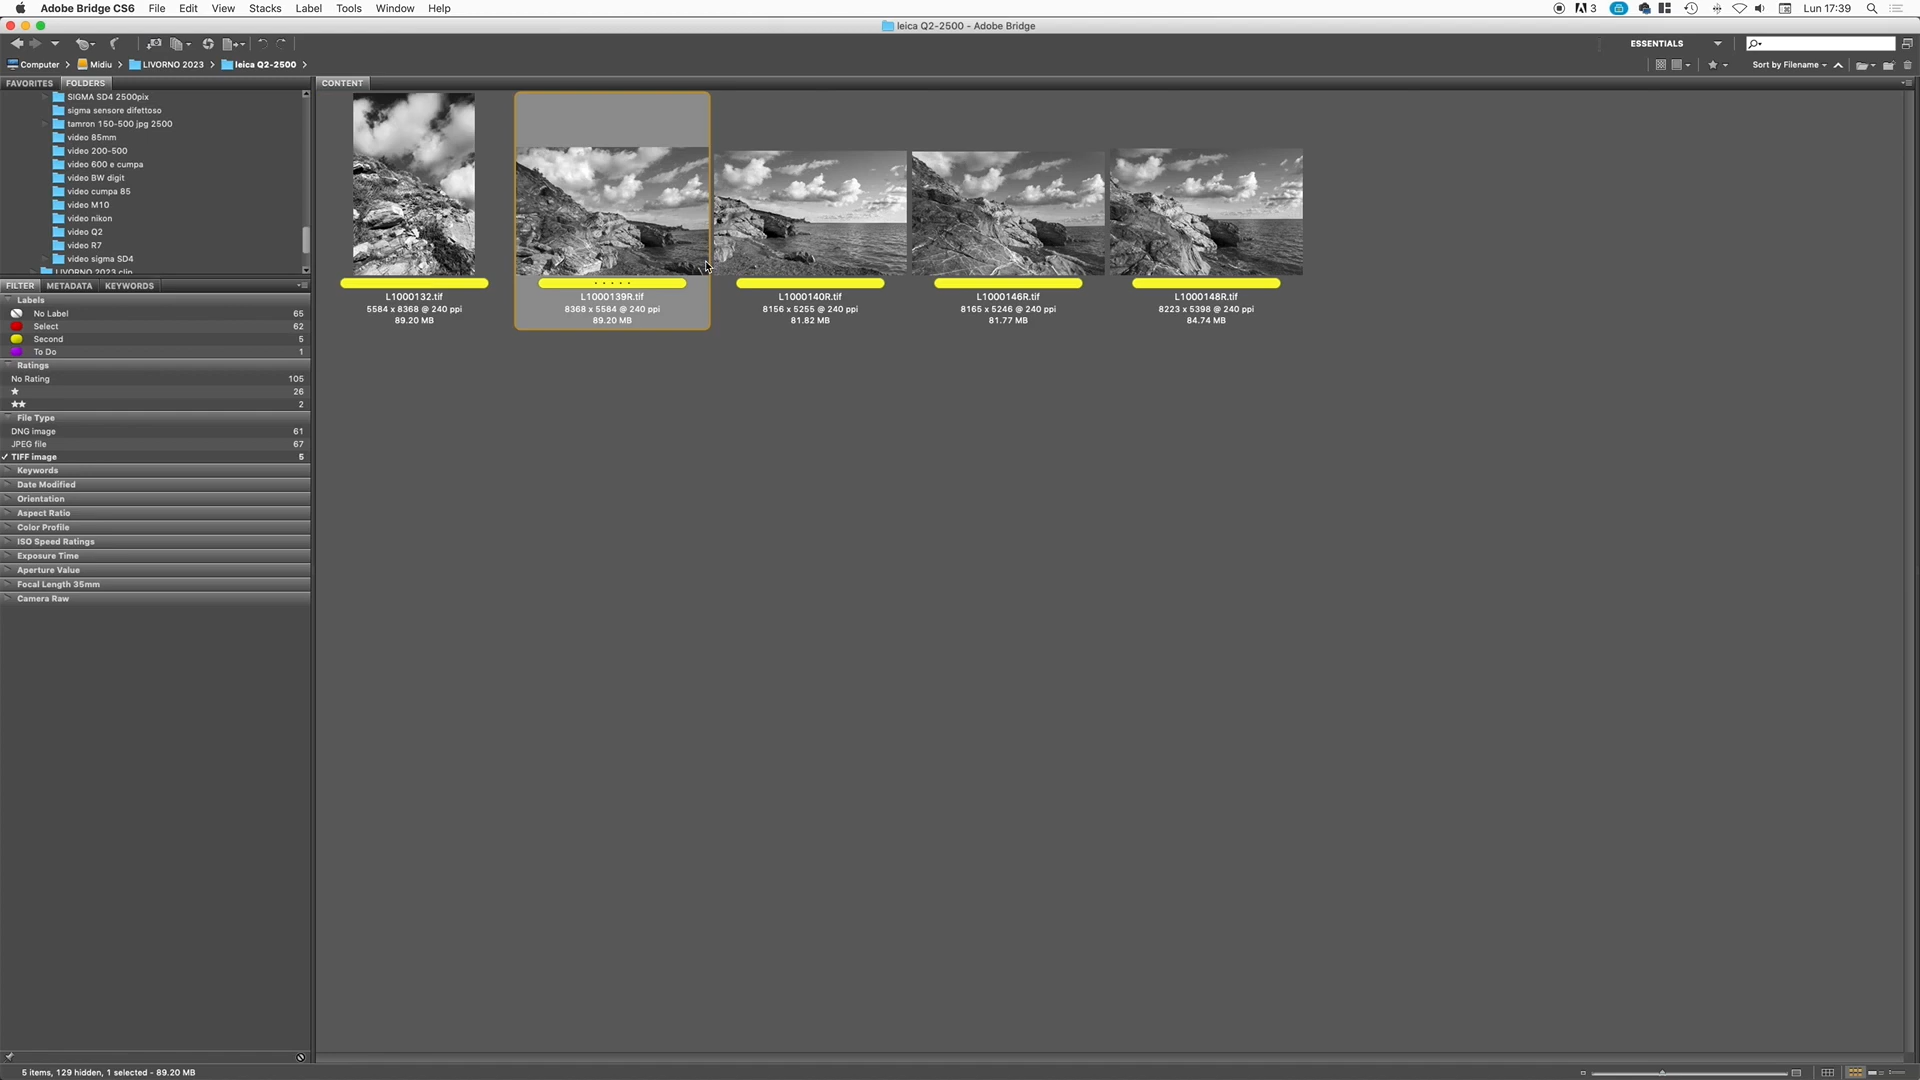 Adobe Bridge CS6 File Edit View Stacks Label Tools Window Help 3 Lun 17:39
leica Q2-2500 - Adobe Bridge
ESSENTIALS
Computer Midiu LIVORNO 2023 leica Q2-2500 Sort by Filename
FAVORITES FOLDERS CONTENT
SIGMA SD4 2500pix
sigma sensore difettoso
tamron 150-500 jpg 2500
video 85mm
video 200-500
video 600 e cumpa
video BW digit
video cumpa 85
video M10
video nikon
video Q2
video R7
video sigma SD4
LIVORNO 2023 clip
FILTER METADATA KEYWORDS
Labels
No Label 65
Select 62
Second 5
To Do 1
Ratings
No Rating 105
★ 26
★★ 2
File Type
DNG image 61
JPEG file 67
✓ TIFF image 5
Keywords
Date Modified
Orientation
Aspect Ratio
Color Profile
ISO Speed Ratings
Exposure Time
Aperture Value
Focal Length 35mm
Camera Raw
L1000132.tif
5584 x 8368 @ 240 ppi
89.20 MB
L1000139R.tif
8368 x 5584 @ 240 ppi
89.20 MB
L1000140R.tif
8156 x 5255 @ 240 ppi
81.82 MB
L1000146R.tif
8165 x 5246 @ 240 ppi
81.77 MB
L1000148R.tif
8223 x 5398 @ 240 ppi
84.74 MB
5 items, 129 hidden, 1 selected - 89.20 MB